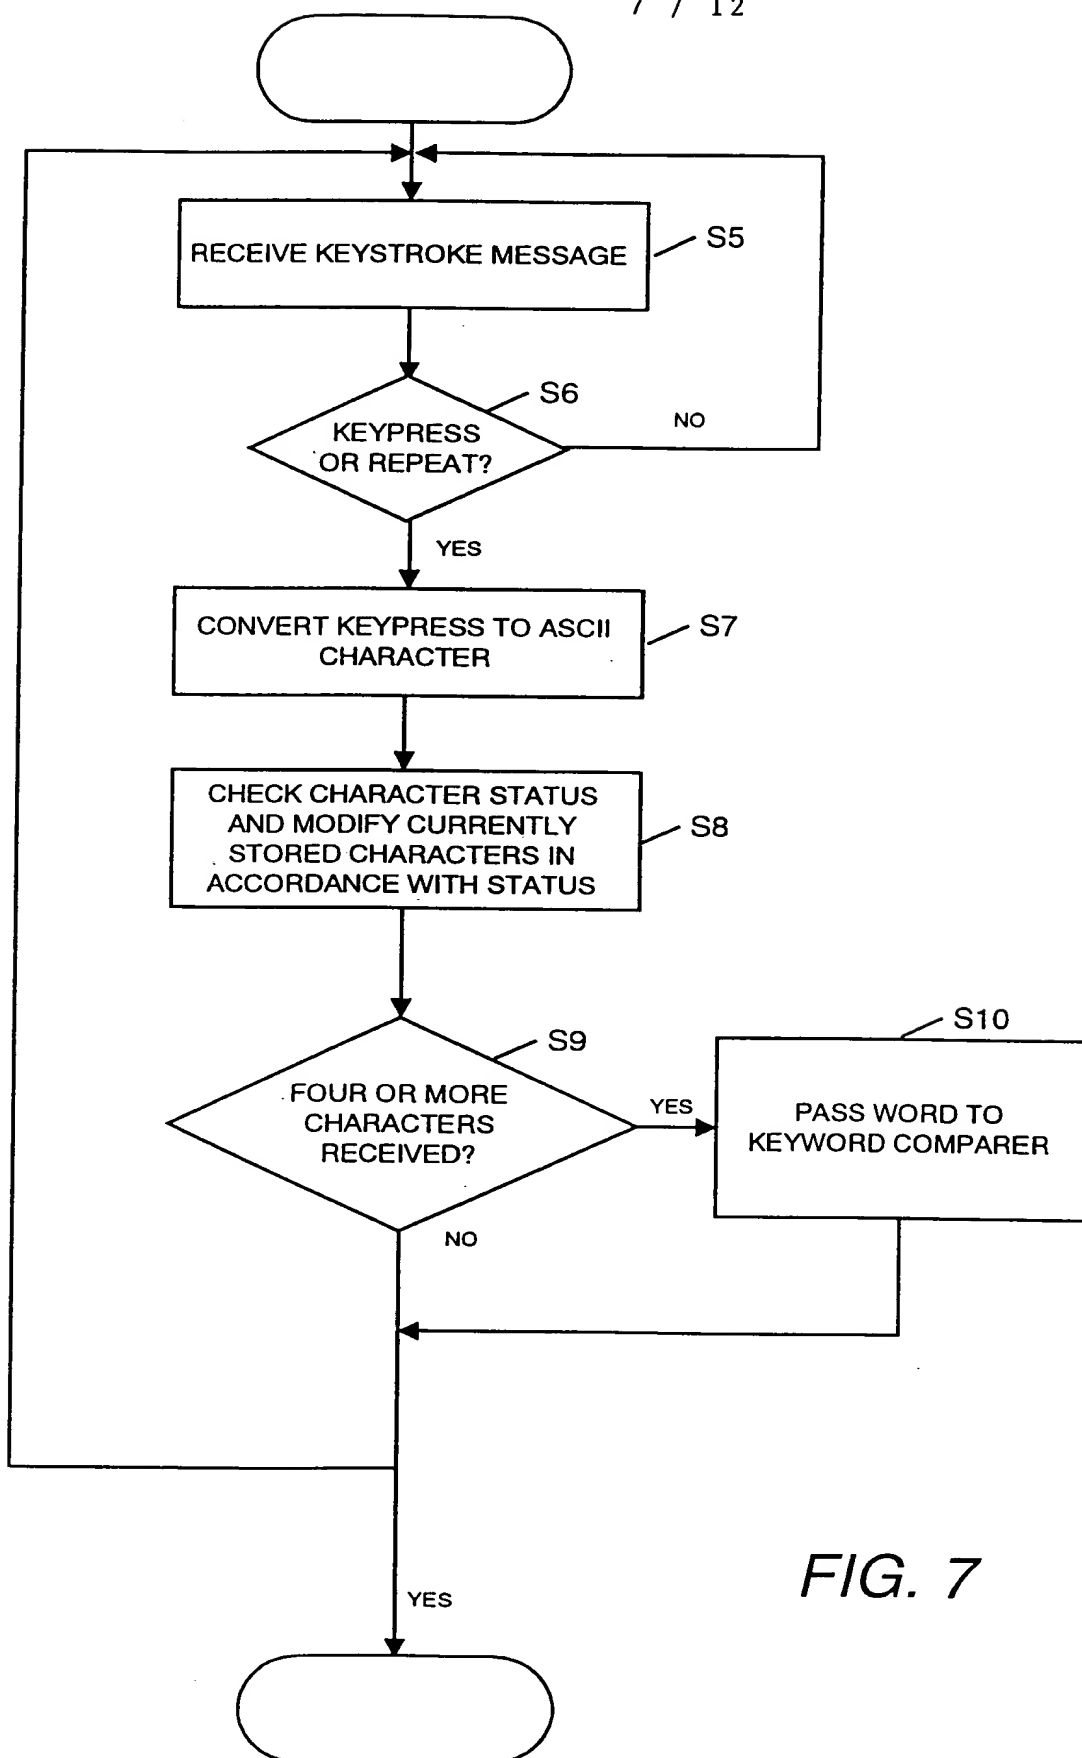 7 / 12
RECEIVE KEYSTROKE MESSAGE
S5
S6
KEYPRESS
OR REPEAT?
NO
YES
CONVERT KEYPRESS TO ASCII
CHARACTER
S7
CHECK CHARACTER STATUS
AND MODIFY CURRENTLY
STORED CHARACTERS IN
ACCORDANCE WITH STATUS
S8
S9
FOUR OR MORE
CHARACTERS
RECEIVED?
YES
S10
PASS WORD TO
KEYWORD COMPARER
NO
YES
FIG. 7